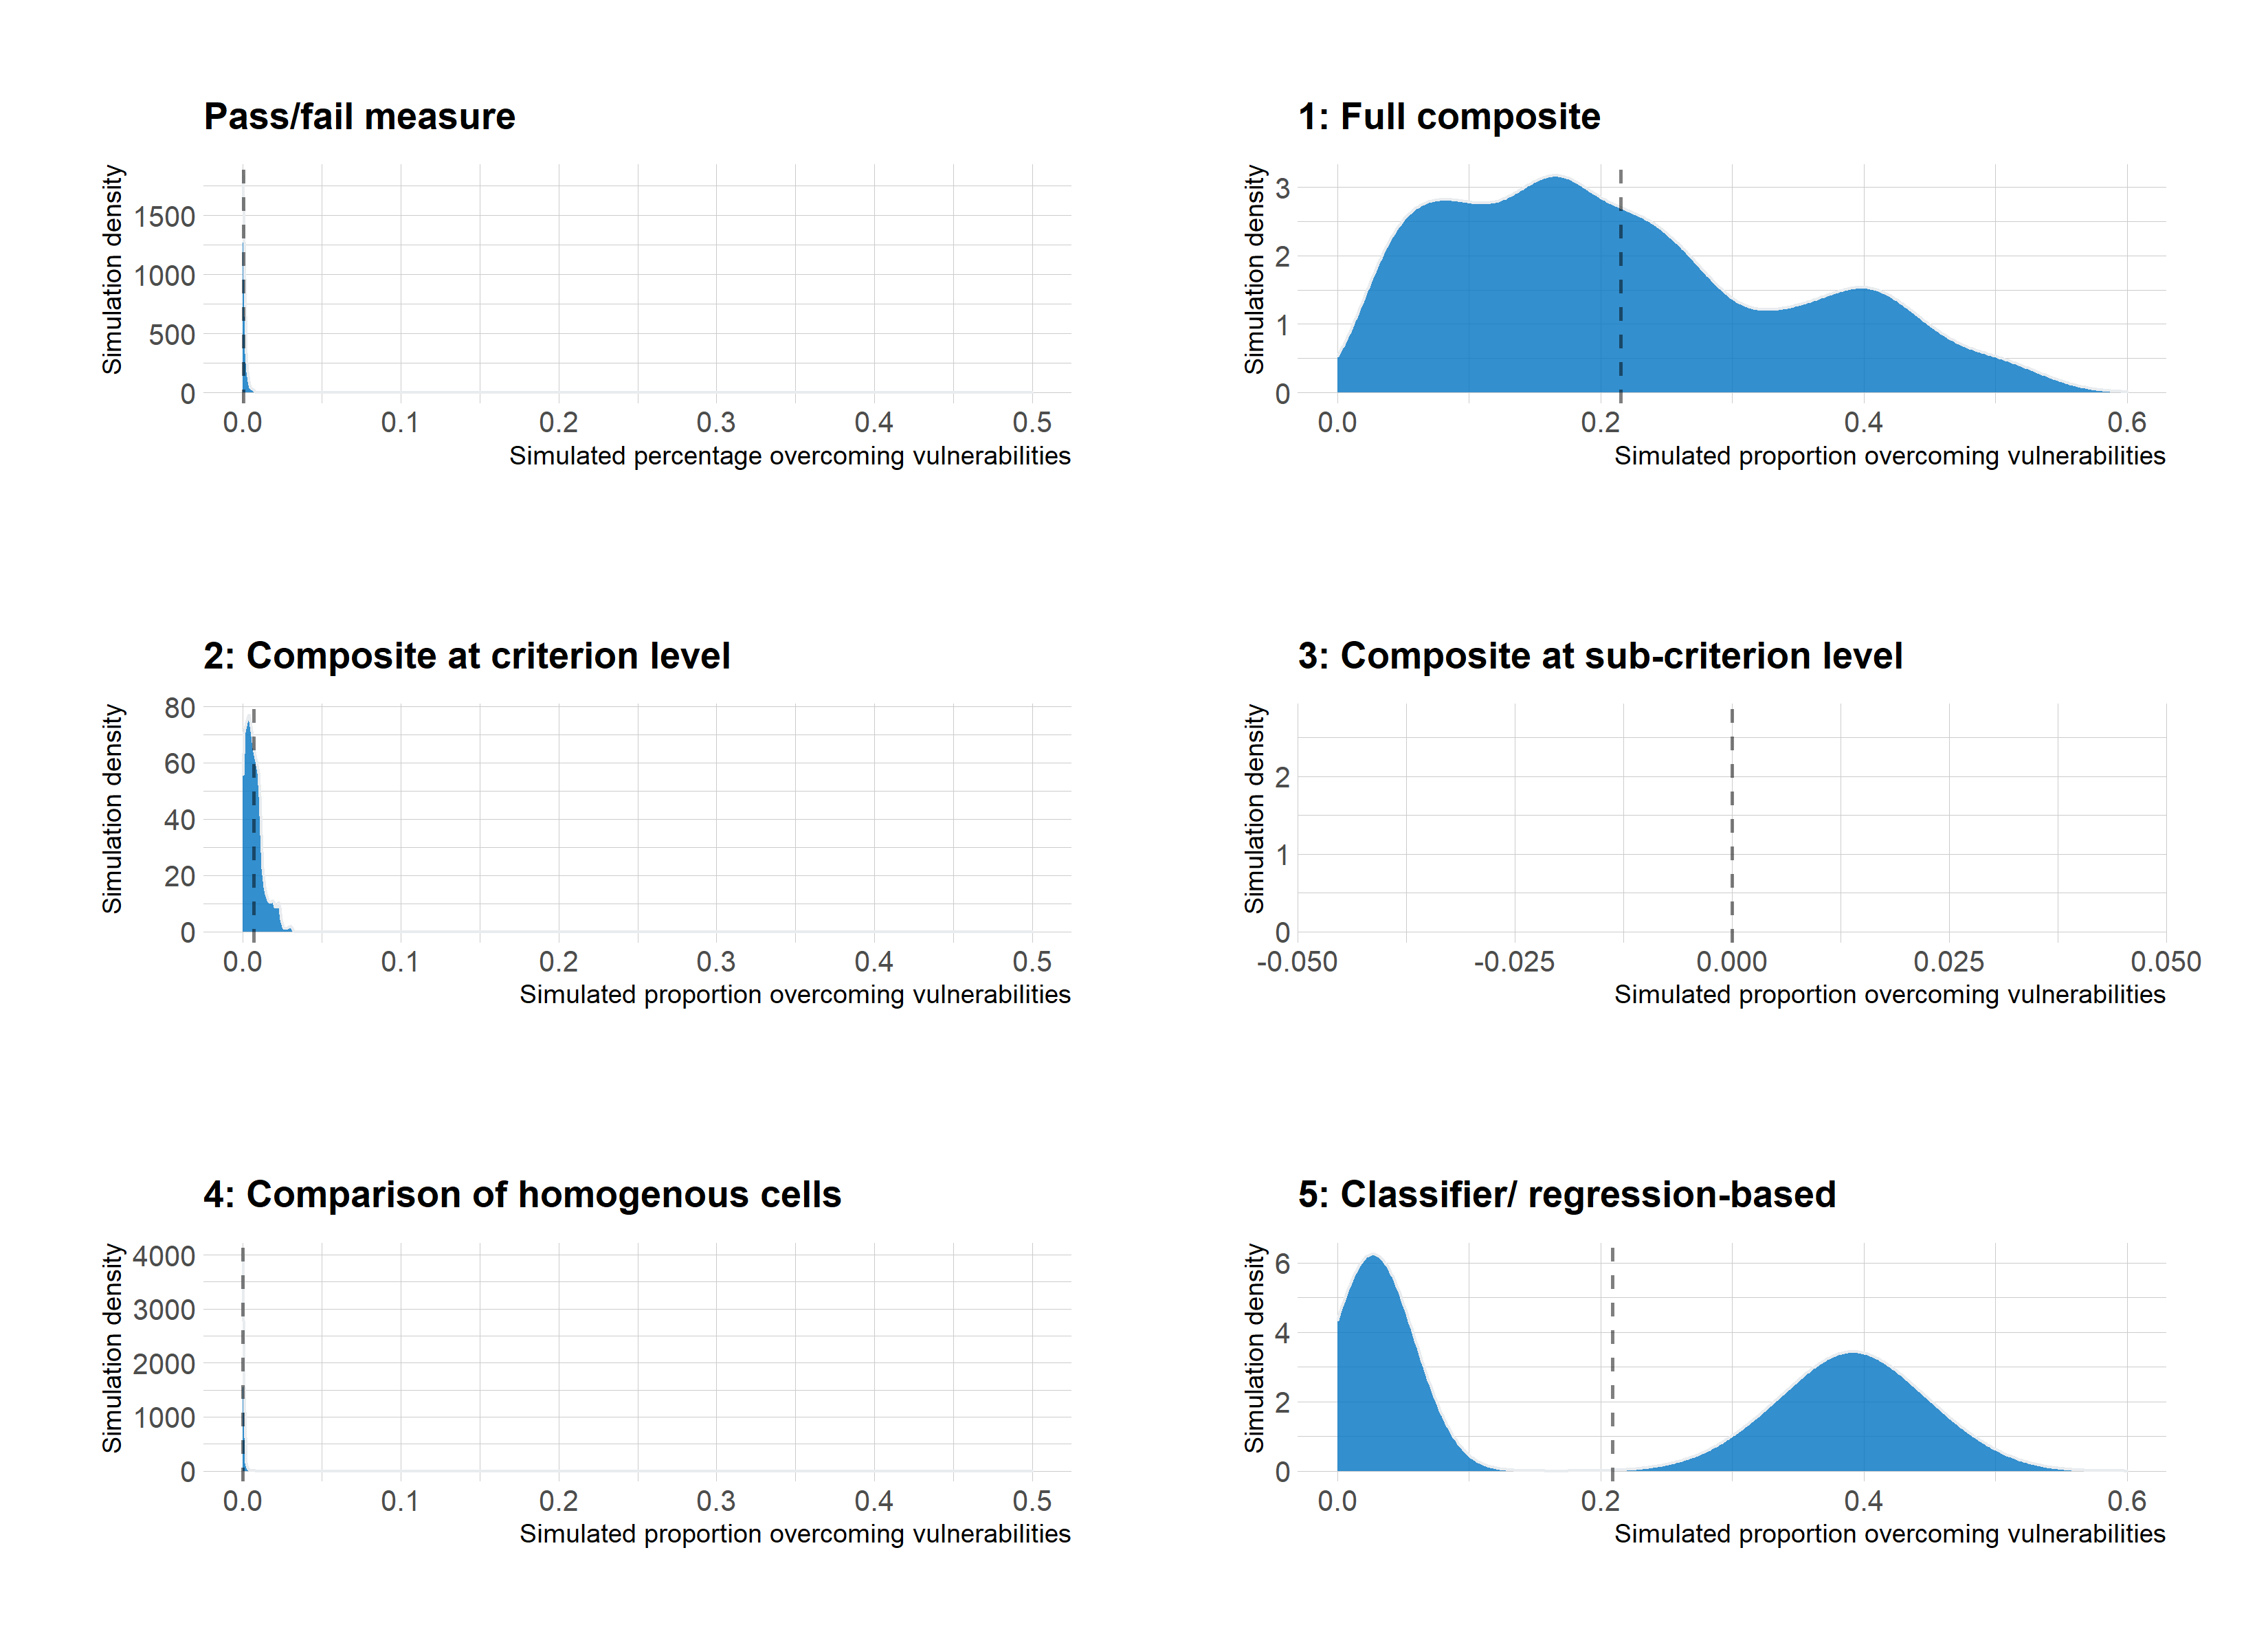 Pass/fail measure
Simulation density
1500
1000
500
0
0.0 0.1 0.2 0.3 0.4 0.5
Simulated percentage overcoming vulnerabilities
1: Full composite
Simulation density
3
2
1
0
0.0 0.2 0.4 0.6
Simulated proportion overcoming vulnerabilities
2: Composite at criterion level
Simulation density
80
60
40
20
0
0.0 0.1 0.2 0.3 0.4 0.5
Simulated proportion overcoming vulnerabilities
3: Composite at sub-criterion level
Simulation density
2
1
0
-0.050 -0.025 0.000 0.025 0.050
Simulated proportion overcoming vulnerabilities
4: Comparison of homogenous cells
Simulation density
4000
3000
2000
1000
0
0.0 0.1 0.2 0.3 0.4 0.5
Simulated proportion overcoming vulnerabilities
5: Classifier/ regression-based
Simulation density
6
4
2
0
0.0 0.2 0.4 0.6
Simulated proportion overcoming vulnerabilities